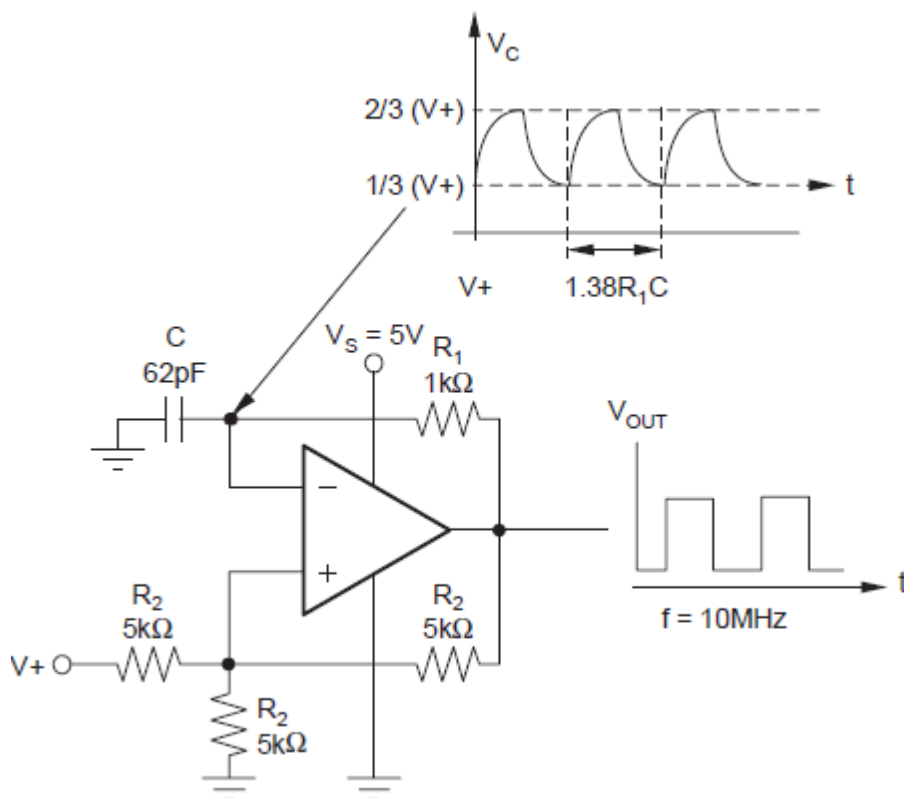 V_C
2/3 (V+)
1/3 (V+)
t
V+
1.38R₁C
C
62pF
V_S = 5V
R₁
1kΩ
V_OUT
−
+
R₂
5kΩ
R₂
5kΩ
t
f = 10MHz
V+
R₂
5kΩ